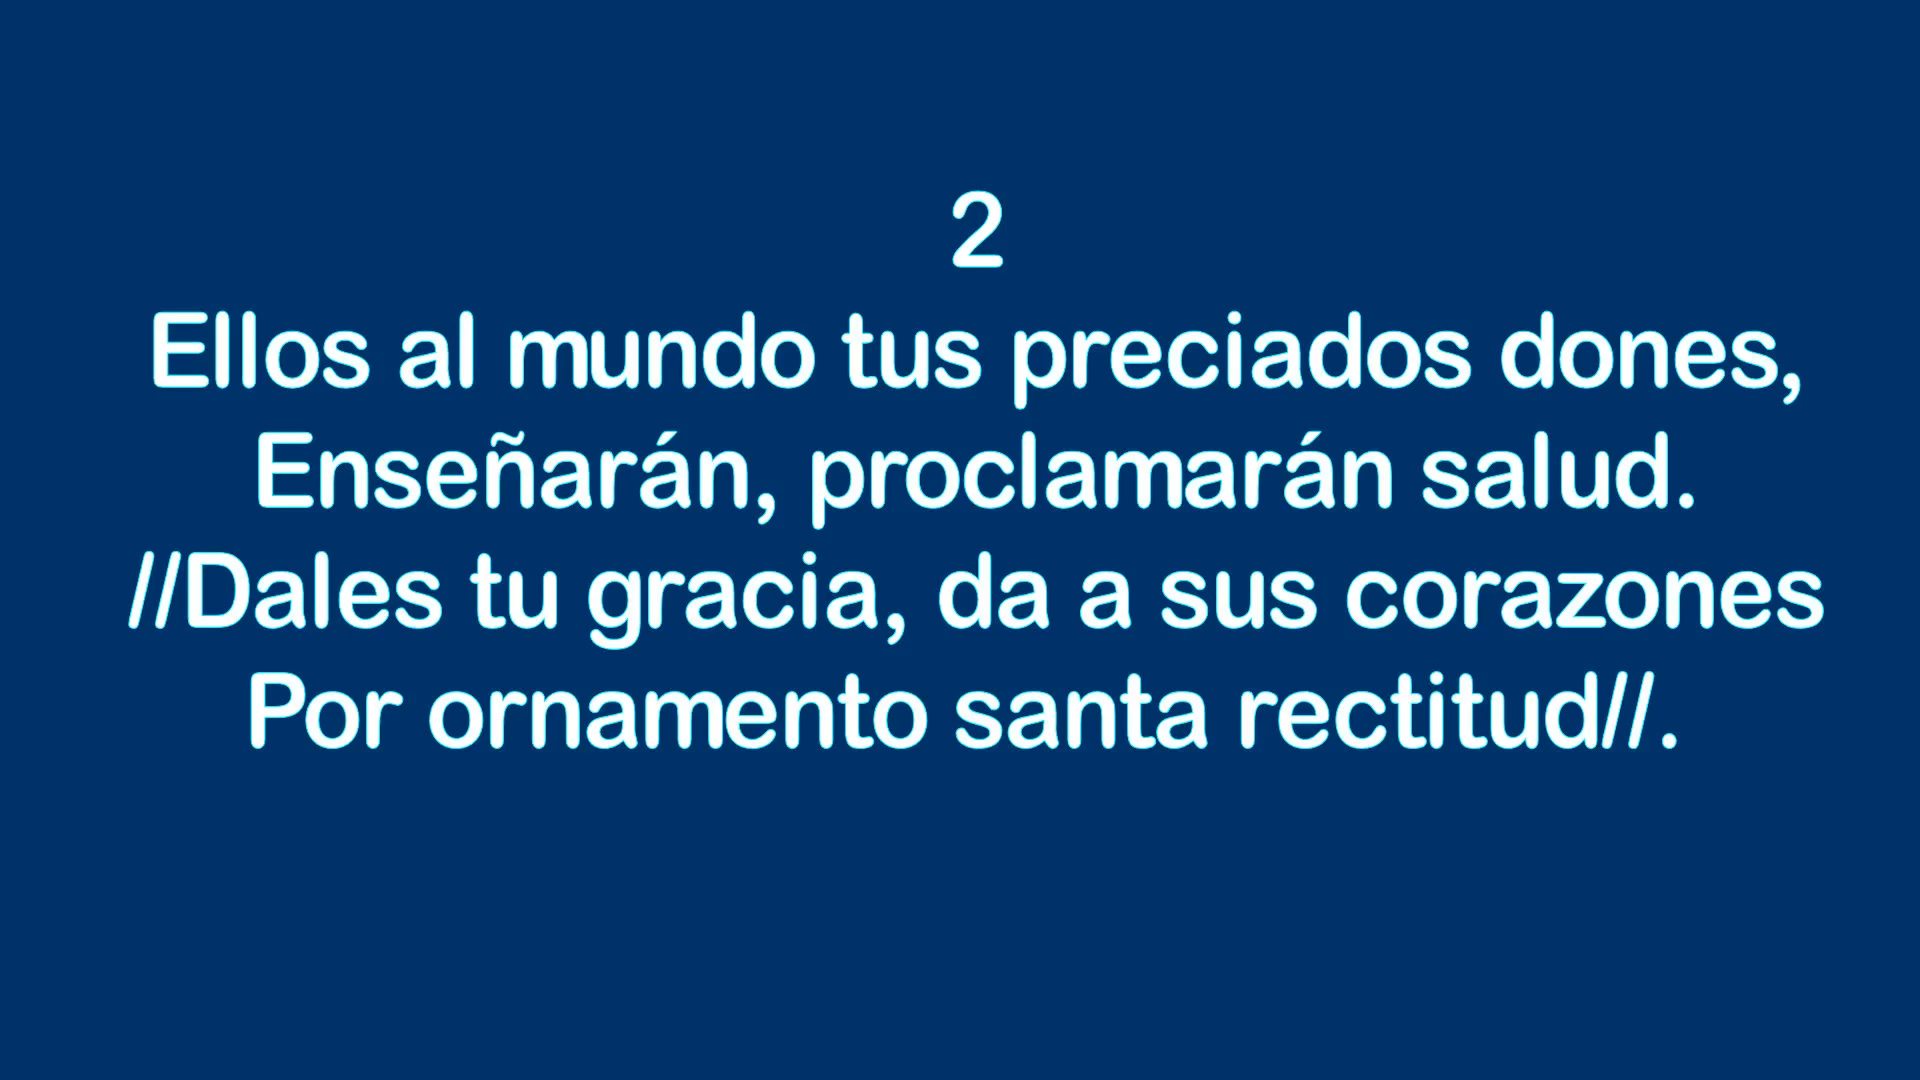 2
Ellos al mundo tus preciados dones,
Enseñarán, proclamarán salud.
//Dales tu gracia, da a sus corazones
Por ornamento santa rectitud//.